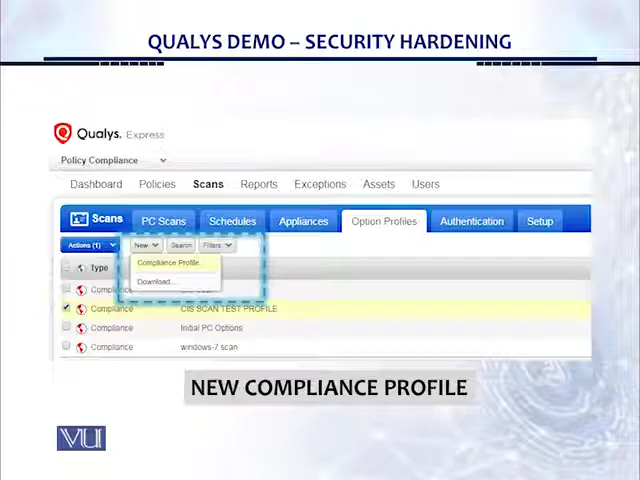 QUALYS DEMO – SECURITY HARDENING
Qualys. Express
Policy Compliance
Dashboard Policies Scans Reports Exceptions Assets Users
Scans PC Scans Schedules Appliances Option Profiles Authentication Setup
Actions (1) New Search Filters
Compliance Profile...
Type
Download...
Compliance
Compliance CIS SCAN TEST PROFILE
Compliance Initial PC Options
Compliance windows-7 scan
NEW COMPLIANCE PROFILE
VU